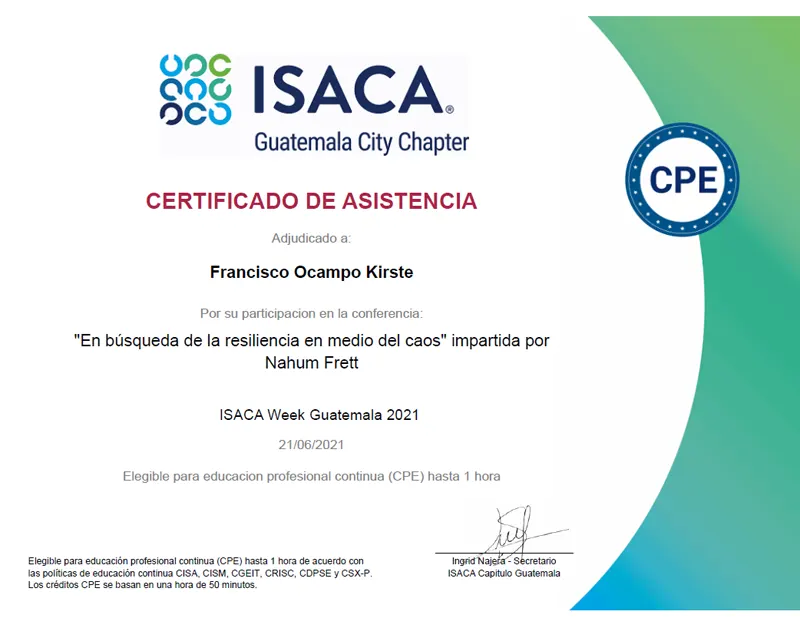 ISACA®
Guatemala City Chapter
CPE
CERTIFICADO DE ASISTENCIA
Adjudicado a:
Francisco Ocampo Kirste
Por su participacion en la conferencia:
"En búsqueda de la resiliencia en medio del caos" impartida por
Nahum Frett
ISACA Week Guatemala 2021
21/06/2021
Elegible para educacion profesional continua (CPE) hasta 1 hora
Elegible para educación profesional continua (CPE) hasta 1 hora de acuerdo con
las políticas de educación continua CISA, CISM, CGEIT, CRISC, CDPSE y CSX-P.
Los créditos CPE se basan en una hora de 50 minutos.
Ingrid Najera - Secretario
ISACA Capitulo Guatemala